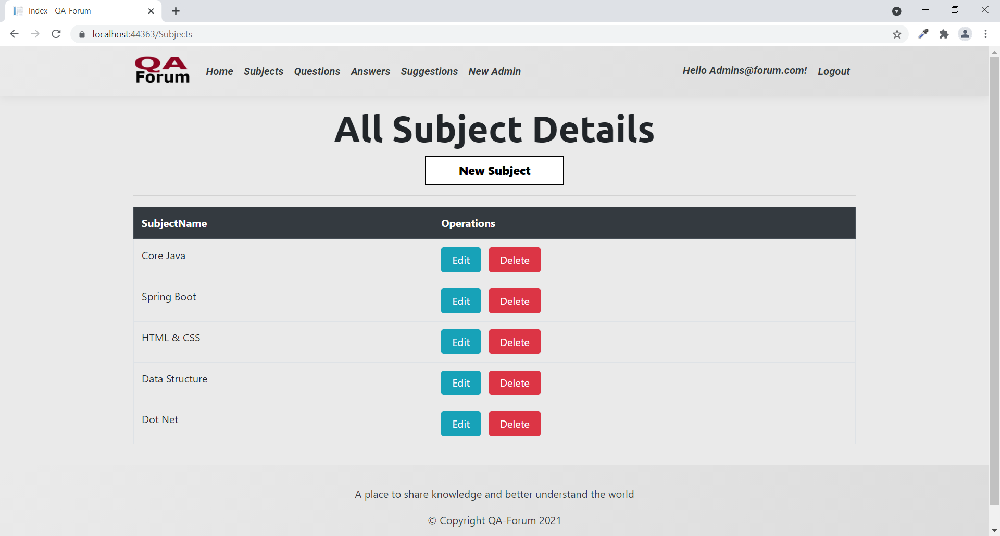 Index - QA-Forum
localhost:44363/Subjects
QA
Forum
Home Subjects Questions Answers Suggestions New Admin Hello Admins@forum.com! Logout
All Subject Details
New Subject
SubjectName Operations
Core Java Edit Delete
Spring Boot Edit Delete
HTML & CSS Edit Delete
Data Structure Edit Delete
Dot Net Edit Delete
A place to share knowledge and better understand the world
© Copyright QA-Forum 2021